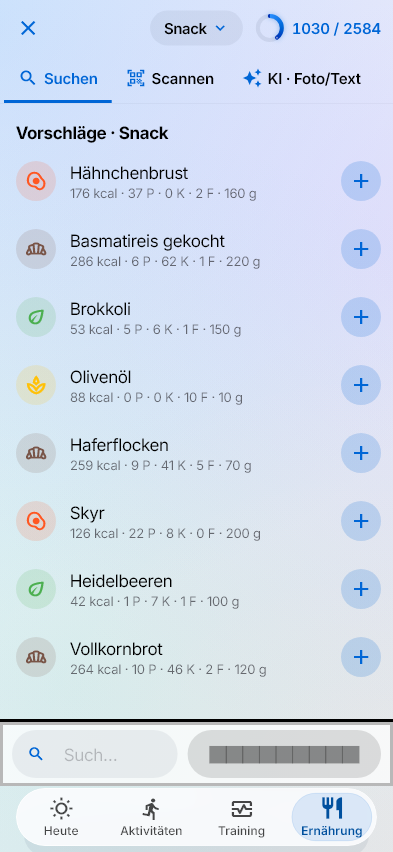 Snack
1030 / 2584
Suchen
Scannen
KI · Foto/Text
Vorschläge · Snack
Hähnchenbrust
176 kcal · 37 P · 0 K · 2 F · 160 g
Basmatireis gekocht
286 kcal · 6 P · 62 K · 1 F · 220 g
Brokkoli
53 kcal · 5 P · 6 K · 1 F · 150 g
Olivenöl
88 kcal · 0 P · 0 K · 10 F · 10 g
Haferflocken
259 kcal · 9 P · 41 K · 5 F · 70 g
Skyr
126 kcal · 22 P · 8 K · 0 F · 200 g
Heidelbeeren
42 kcal · 1 P · 7 K · 1 F · 100 g
Vollkornbrot
264 kcal · 10 P · 46 K · 2 F · 120 g
Such...
Heute
Aktivitäten
Training
Ernährung